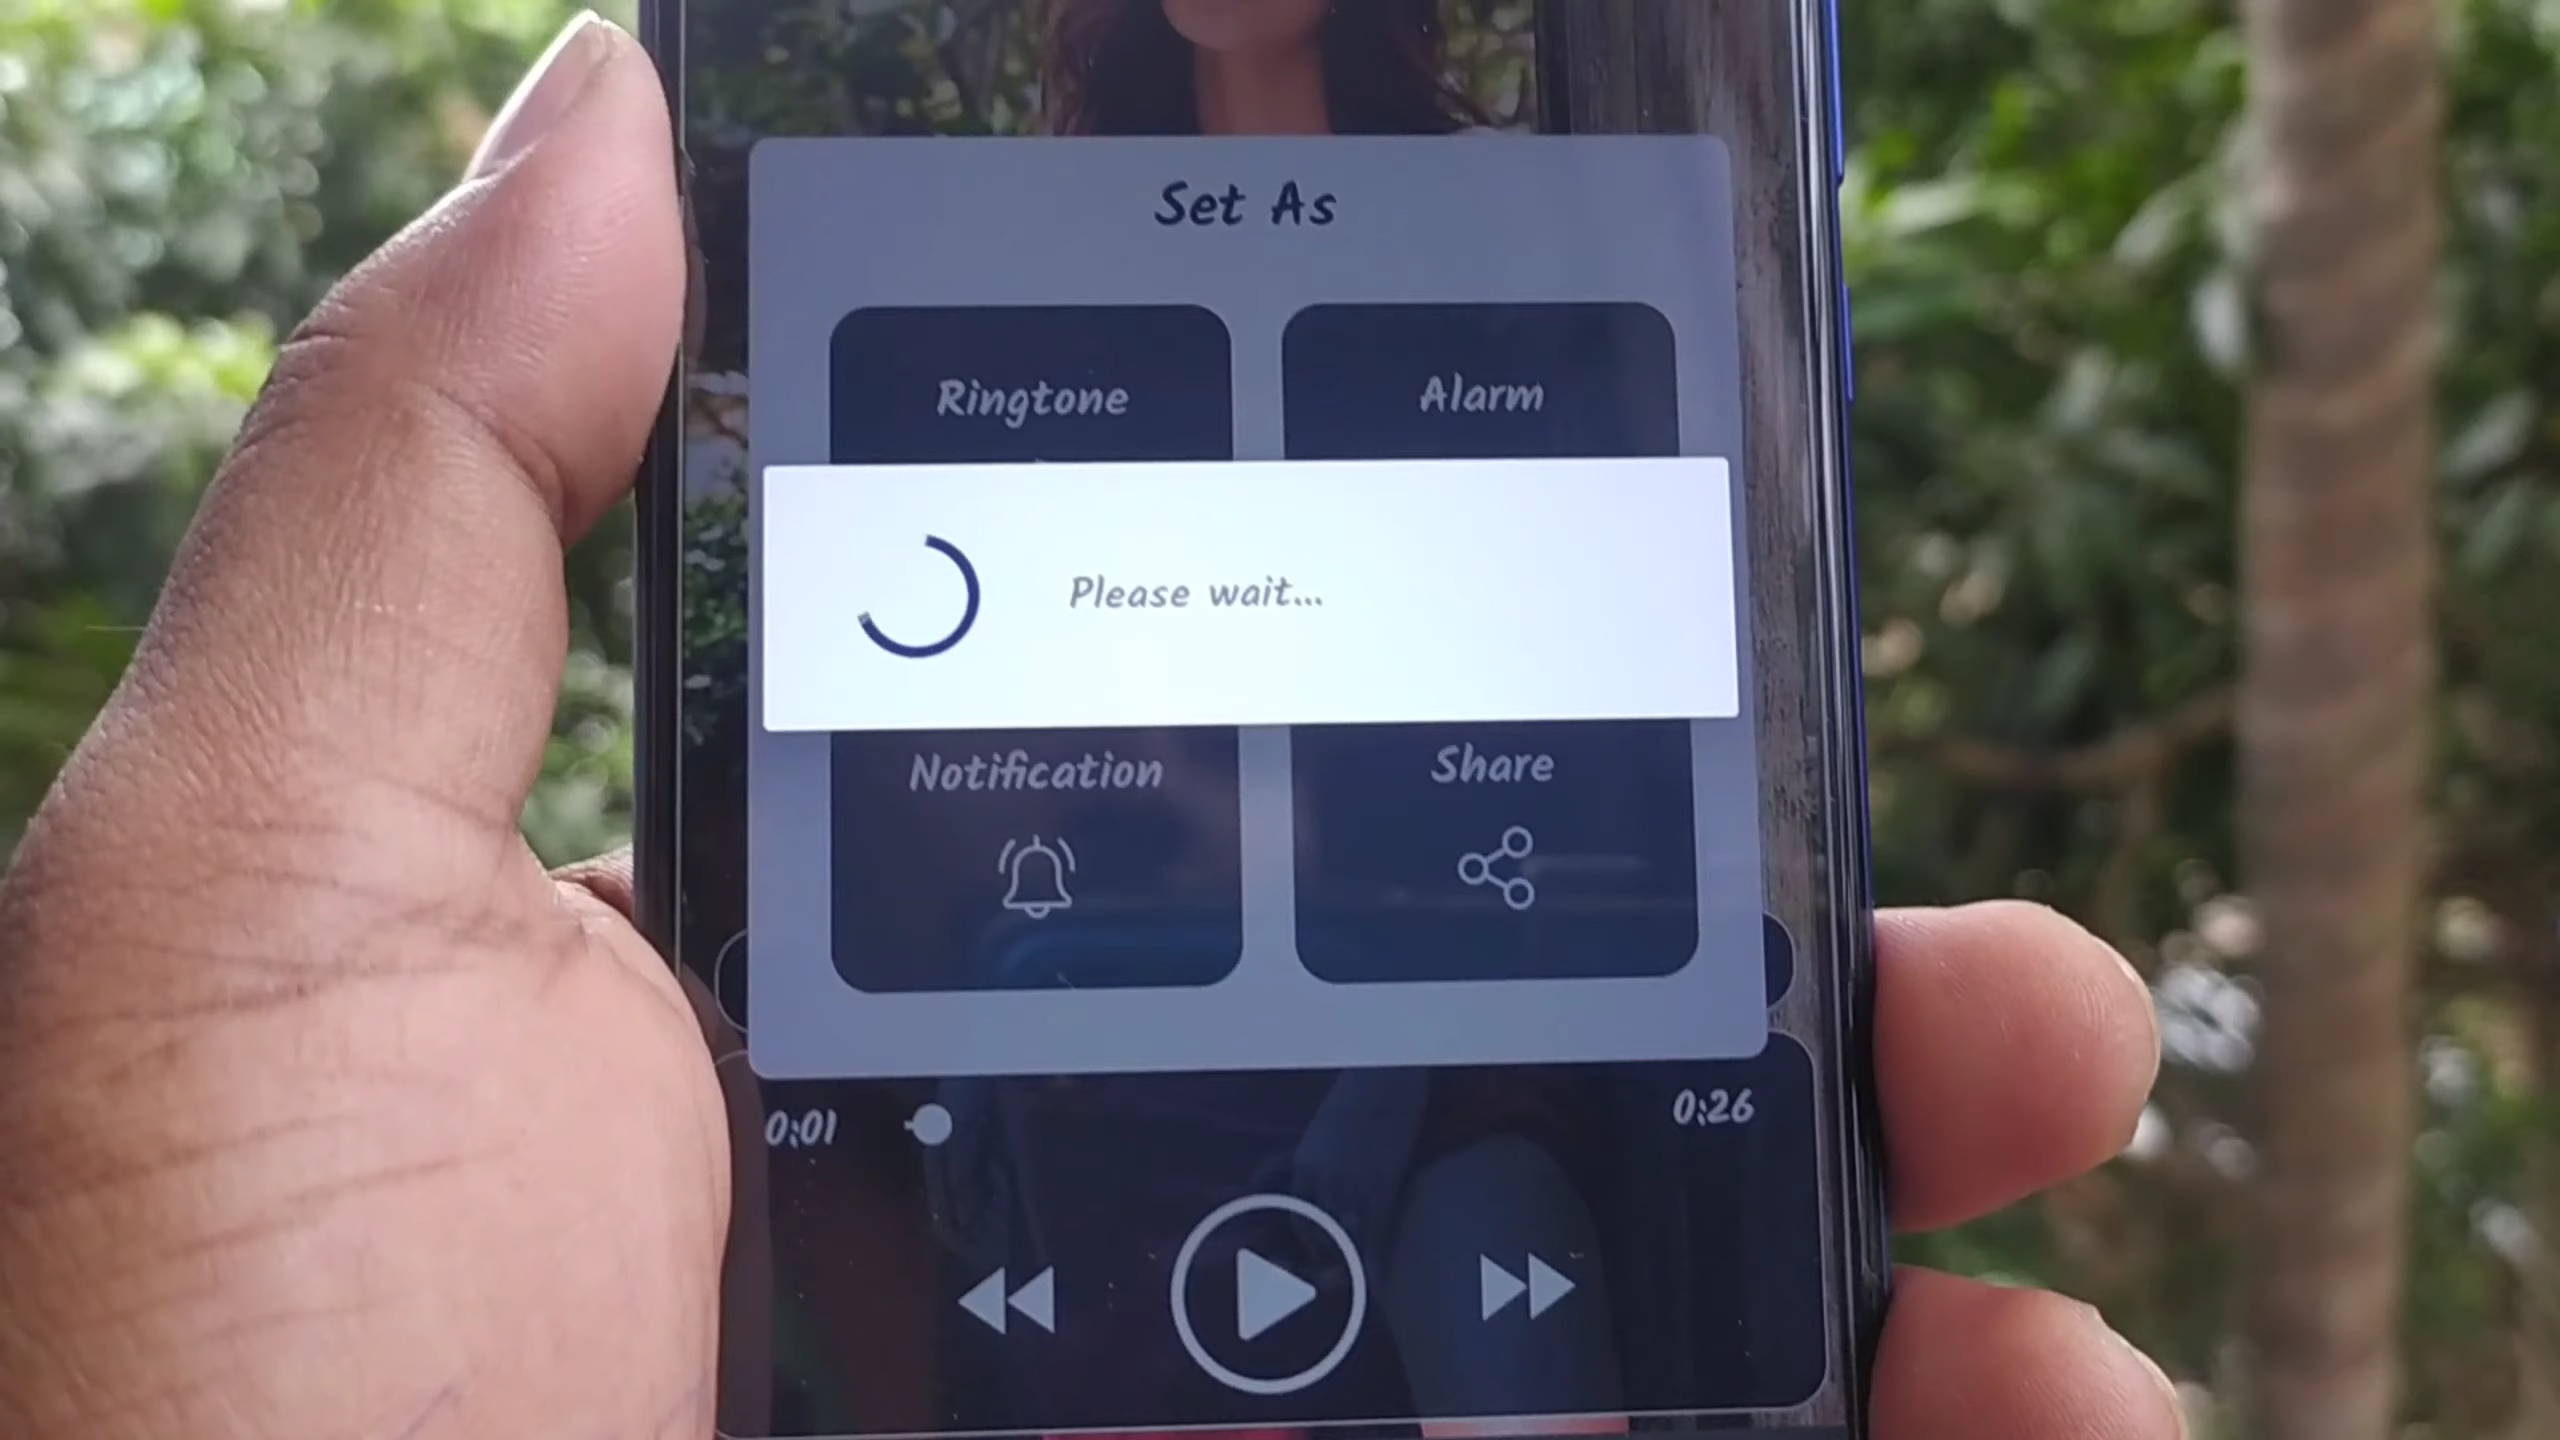 Set As
Ringtone
Alarm
Please wait...
Notification
Share
0:01
0:26